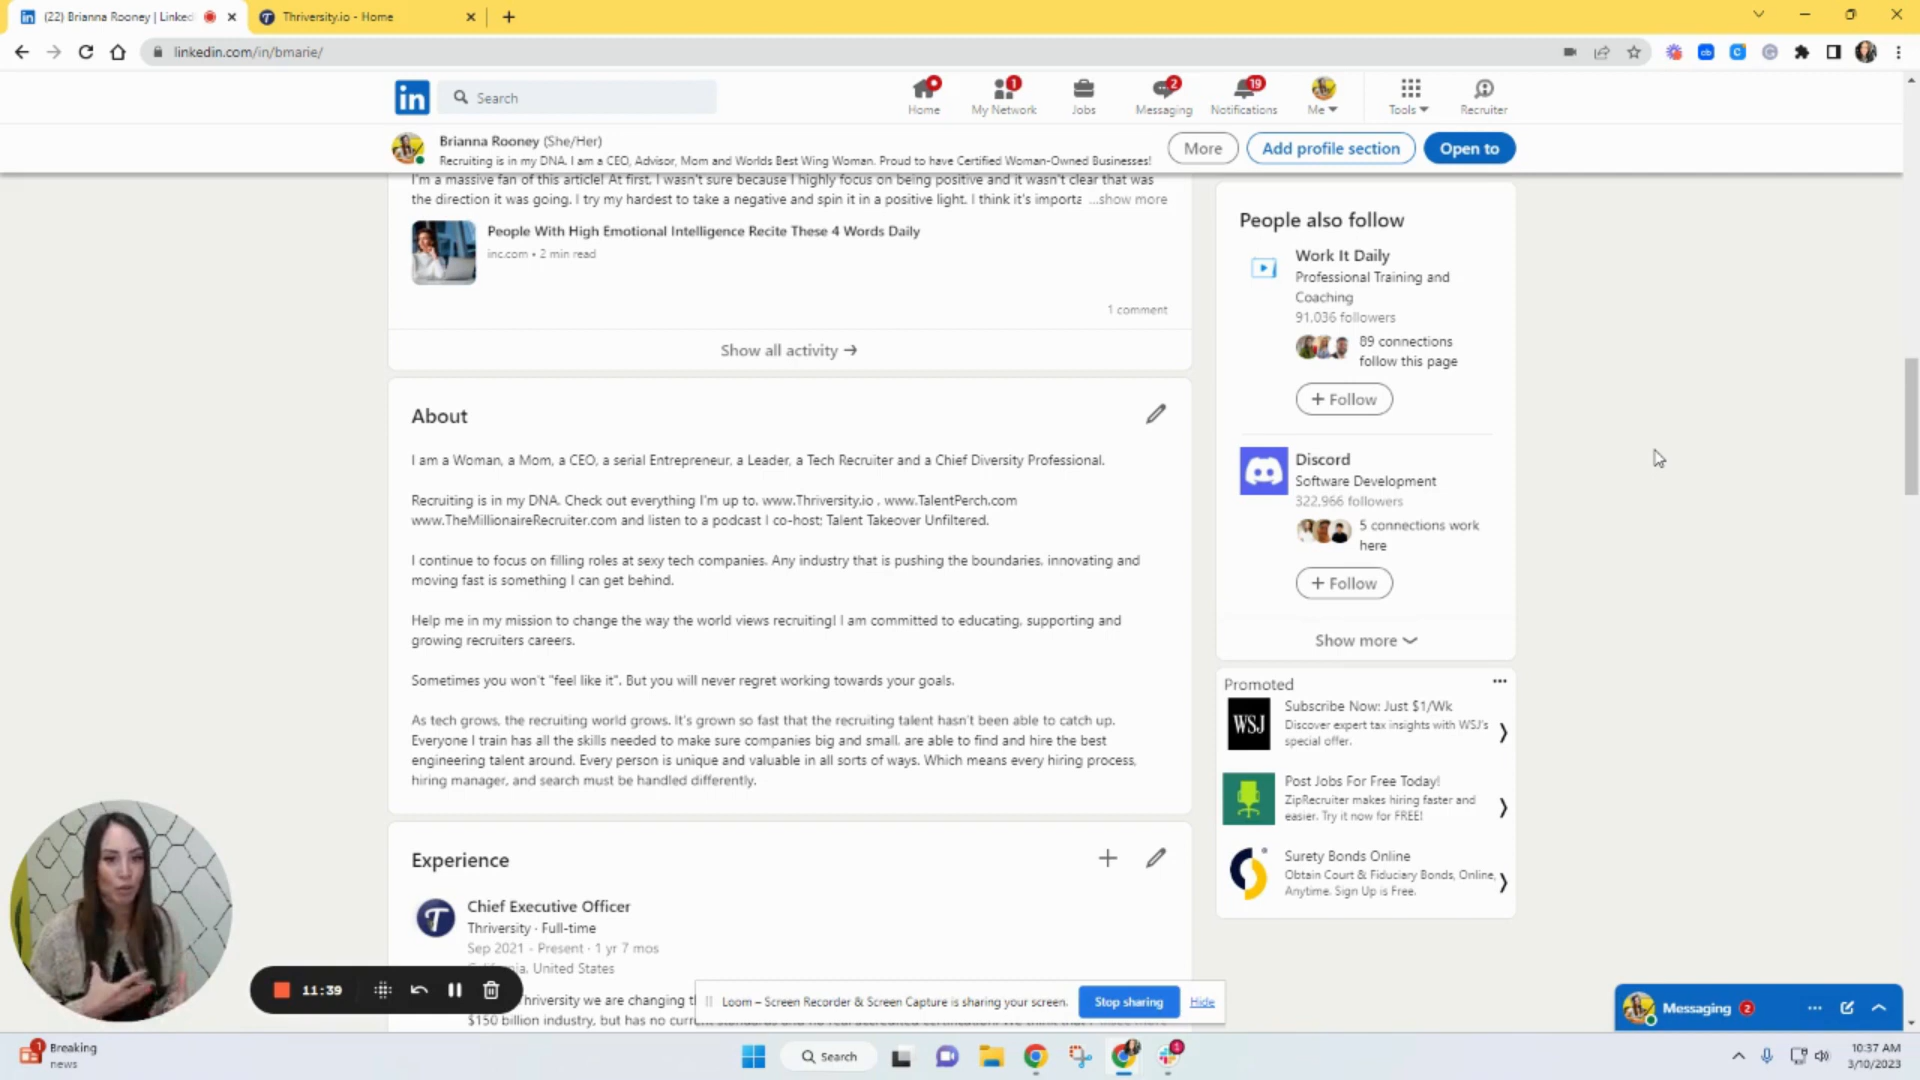 (22) Brianna Rooney | Linked
Thriversity.io - Home
linkedin.com/in/bmarie/
in
Search
Home
1
My Network
Jobs
2
Messaging
19
Notifications
Me
Tools
Recruiter
Brianna Rooney (She/Her)
Recruiting is in my DNA. I am a CEO, Advisor, Mom and Worlds Best Wing Woman. Proud to have Certified Woman-Owned Businesses!
More
Add profile section
Open to
I'm a massive fan of this article! At first, I wasn't sure because I highly focus on being positive and it wasn't clear that was
the direction it was going. I try my hardest to take a negative and spin it in a positive light. I think it's importa ...show more
People With High Emotional Intelligence Recite These 4 Words Daily
inc.com • 2 min read
1 comment
Show all activity →
About
I am a Woman, a Mom, a CEO, a serial Entrepreneur, a Leader, a Tech Recruiter and a Chief Diversity Professional.
Recruiting is in my DNA. Check out everything I'm up to. www.Thriversity.io , www.TalentPerch.com
www.TheMillionaireRecruiter.com and listen to a podcast I co-host; Talent Takeover Unfiltered.
I continue to focus on filling roles at sexy tech companies. Any industry that is pushing the boundaries, innovating and
moving fast is something I can get behind.
Help me in my mission to change the way the world views recruiting! I am committed to educating, supporting and
growing recruiters careers.
Sometimes you won't "feel like it". But you will never regret working towards your goals.
As tech grows, the recruiting world grows. It's grown so fast that the recruiting talent hasn't been able to catch up.
Everyone I train has all the skills needed to make sure companies big and small, are able to find and hire the best
engineering talent around. Every person is unique and valuable in all sorts of ways. Which means every hiring process,
hiring manager, and search must be handled differently.
Experience
Chief Executive Officer
Thriversity · Full-time
Sep 2021 - Present · 1 yr 7 mos
United States
hriversity we are changing t
$150 billion industry, but has no
People also follow
Work It Daily
Professional Training and
Coaching
91,036 followers
89 connections
follow this page
+ Follow
Discord
Software Development
322,966 followers
5 connections work
here
+ Follow
Show more
Promoted
WSJ
Subscribe Now: Just $1/Wk
Discover expert tax insights with WSJ's
special offer.
Post Jobs For Free Today!
ZipRecruiter makes hiring faster and
easier. Try it now for FREE!
Surety Bonds Online
Obtain Court & Fiduciary Bonds, Online,
Anytime. Sign Up is Free.
11:39
Loom – Screen Recorder & Screen Capture is sharing your screen.
Stop sharing
Hide
Messaging 2
1
Breaking
news
Search
1
10:37 AM
3/10/2023